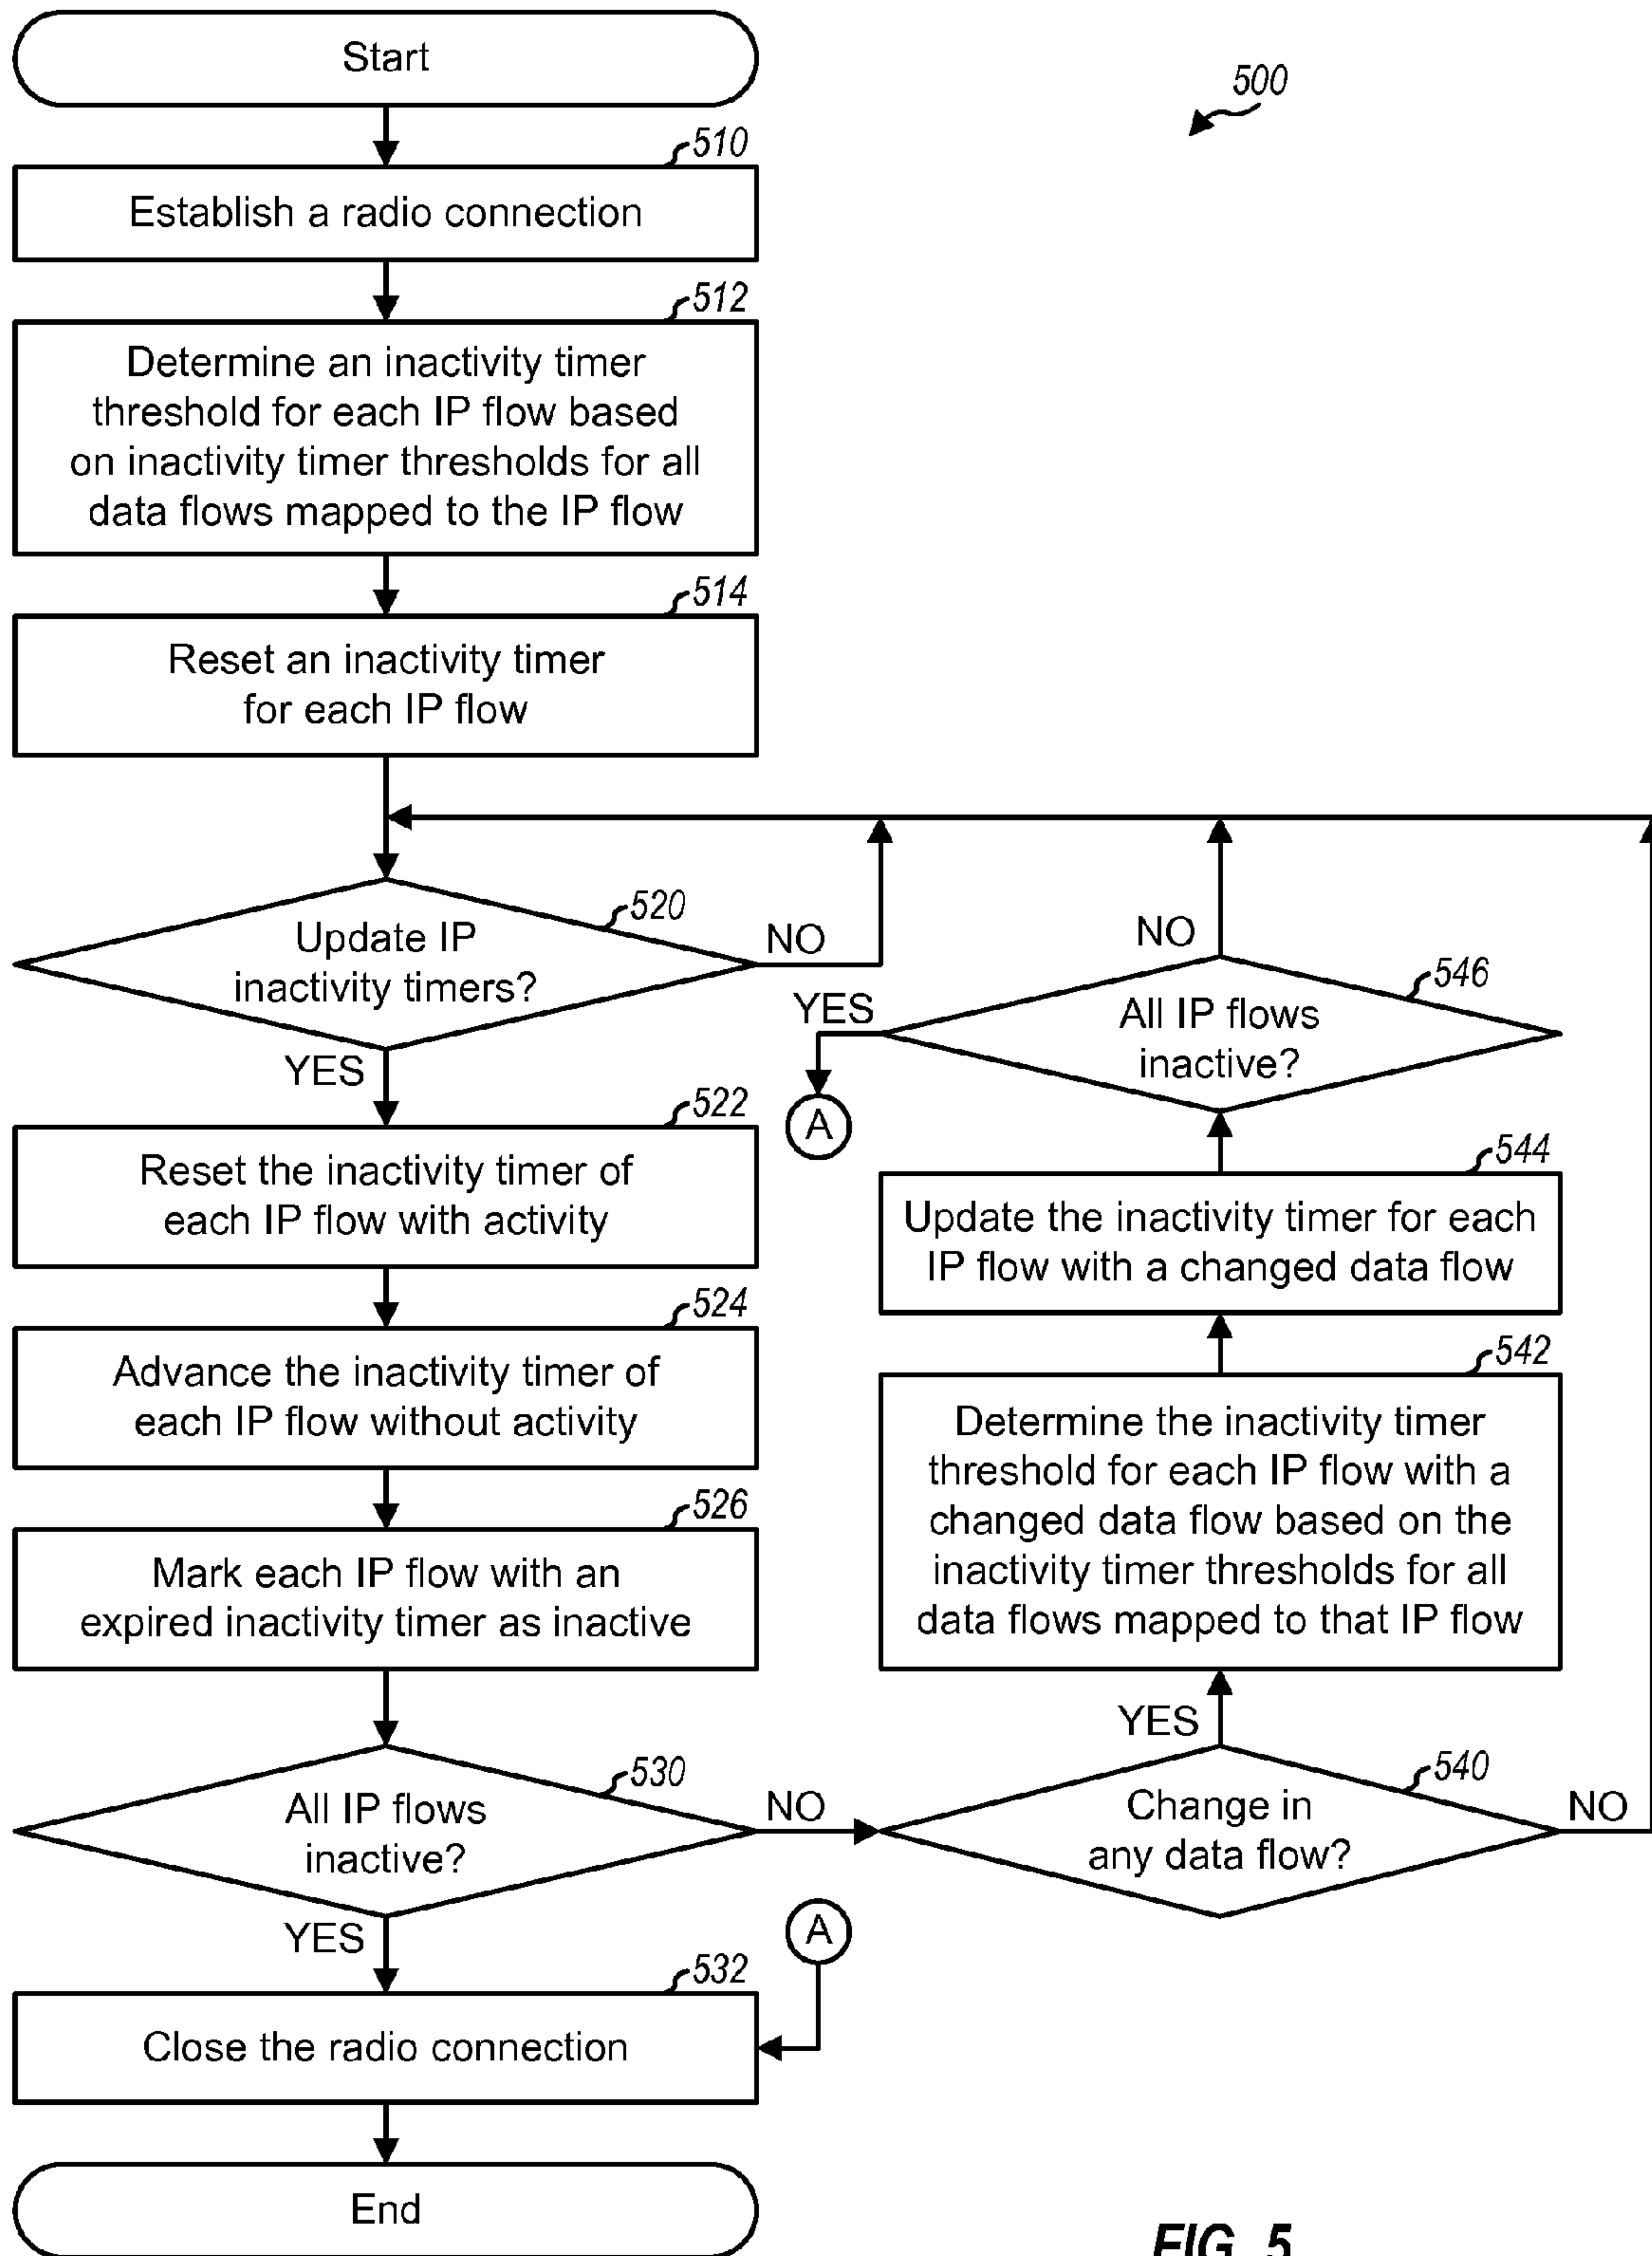 Start
500
510
Establish a radio connection
512
Determine an inactivity timer
threshold for each IP flow based
on inactivity timer thresholds for all
data flows mapped to the IP flow
514
Reset an inactivity timer
for each IP flow
520
Update IP
inactivity timers?
NO
YES
522
Reset the inactivity timer of
each IP flow with activity
524
Advance the inactivity timer of
each IP flow without activity
526
Mark each IP flow with an
expired inactivity timer as inactive
530
All IP flows
inactive?
NO
YES
532
Close the radio connection
End
540
Change in
any data flow?
NO
YES
542
Determine the inactivity timer
threshold for each IP flow with a
changed data flow based on the
inactivity timer thresholds for all
data flows mapped to that IP flow
544
Update the inactivity timer for each
IP flow with a changed data flow
546
All IP flows
inactive?
NO
YES
A
A
FIG. 5